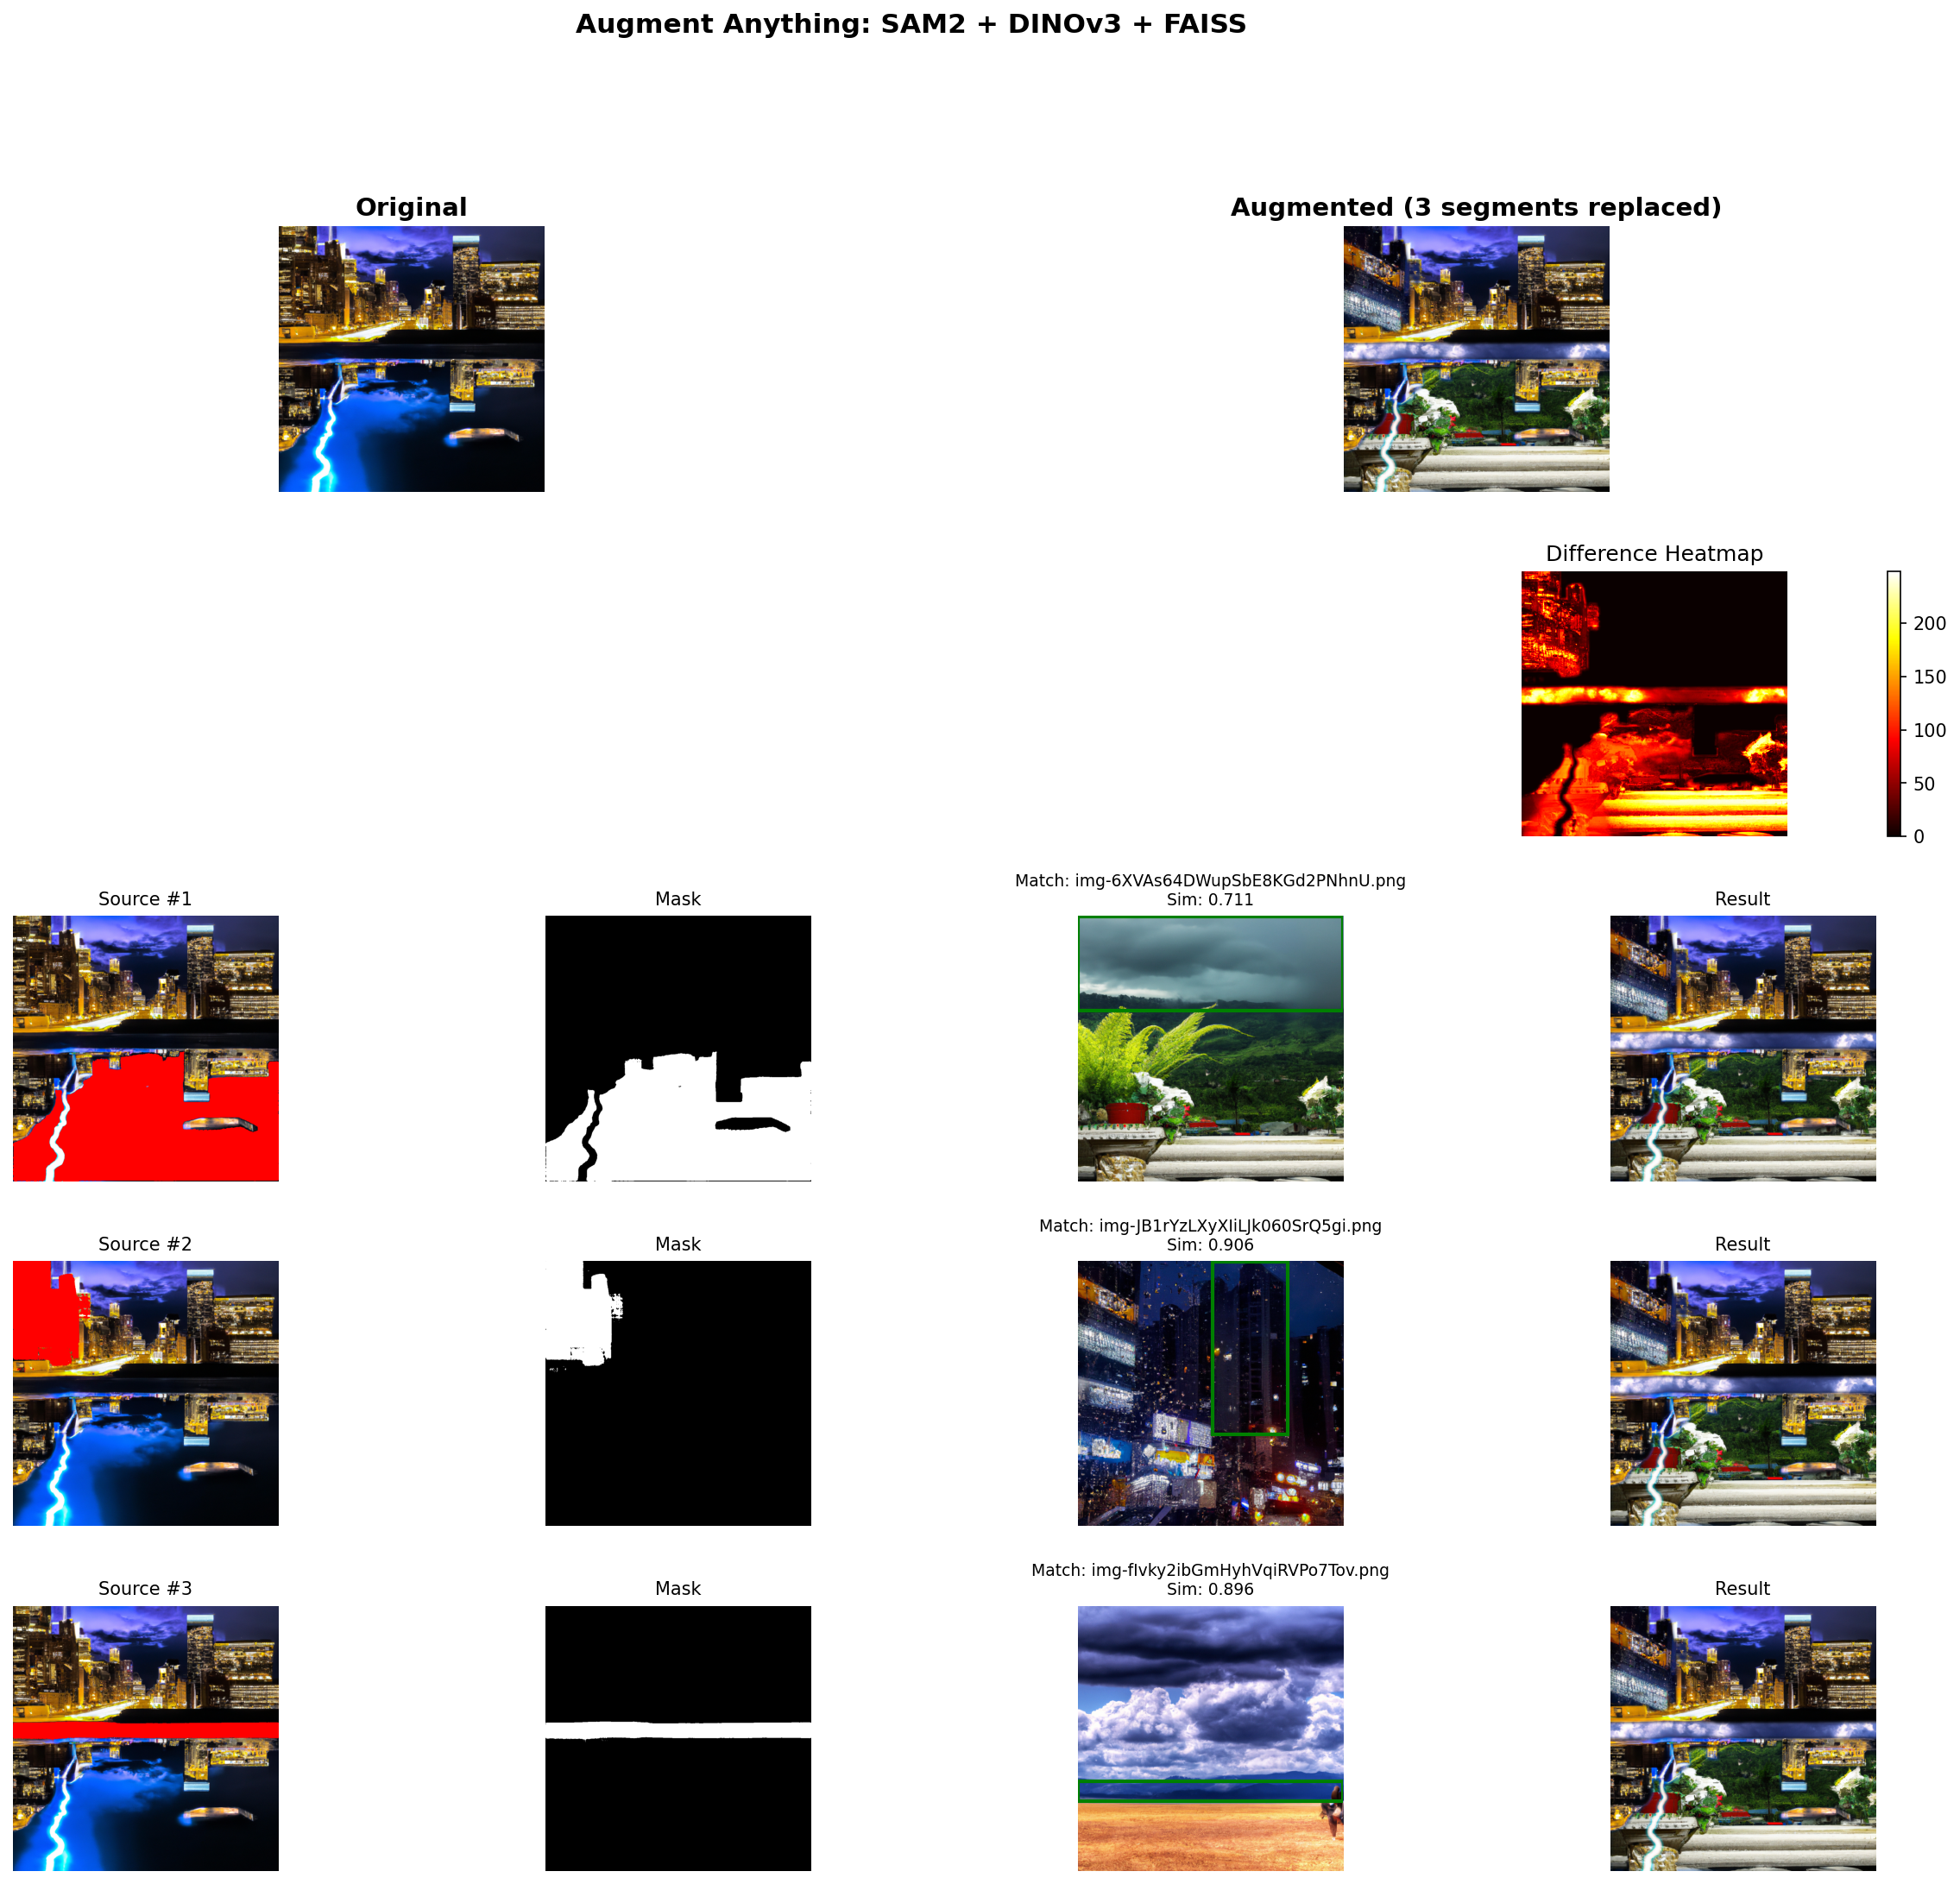 Augment Anything: SAM2 + DINOv3 + FAISS
Original
Augmented (3 segments replaced)
Difference Heatmap
200
150
100
50
0
Source #1
Mask
Match: img-6XVAs64DWupSbE8KGd2PNhnU.png
Sim: 0.711
Result
Source #2
Mask
Match: img-JB1rYzLXyXIiLJk060SrQ5gi.png
Sim: 0.906
Result
Source #3
Mask
Match: img-fIvky2ibGmHyhVqiRVPo7Tov.png
Sim: 0.896
Result